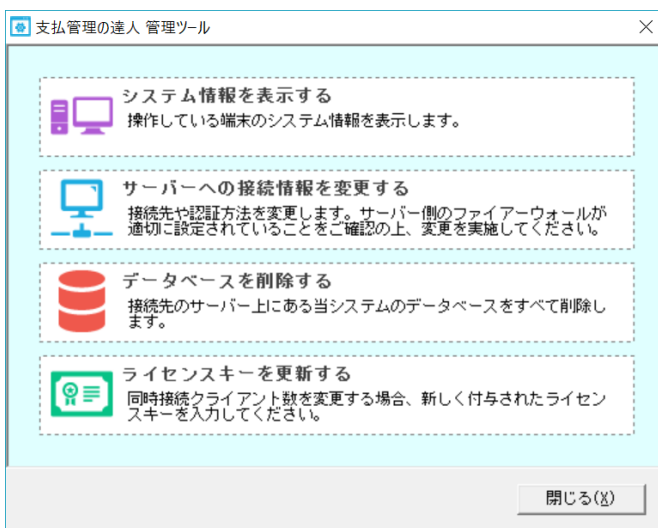 支払管理の達人 管理ツール
システム情報を表示する
操作している端末のシステム情報を表示します。
サーバーへの接続情報を変更する
接続先や認証方法を変更します。サーバー側のファイアーウォールが
適切に設定されていることをご確認の上、変更を実施してください。
データベースを削除する
接続先のサーバー上にある当システムのデータベースをすべて削除し
ます。
ライセンスキーを更新する
同時接続クライアント数を変更する場合、新しく付与されたライセン
スキーを入力してください。
閉じる(X)